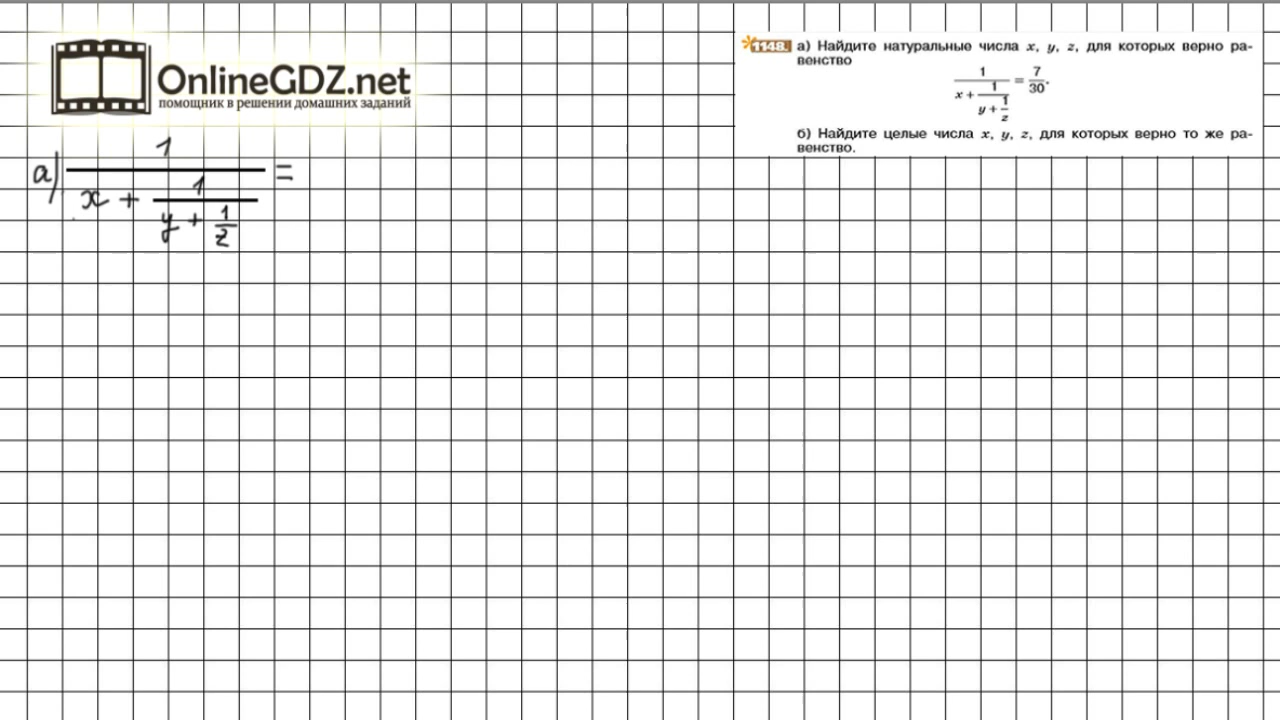 OnlineGDZ.net
помощник в решении домашних заданий
1148. а) Найдите натуральные числа x, y, z, для которых верно ра-
венство
1/(x + 1/(y + 1/z)) = 7/30.
б) Найдите целые числа x, y, z, для которых верно то же ра-
венство.
а) 1/(x + 1/(y + 1/z)) =